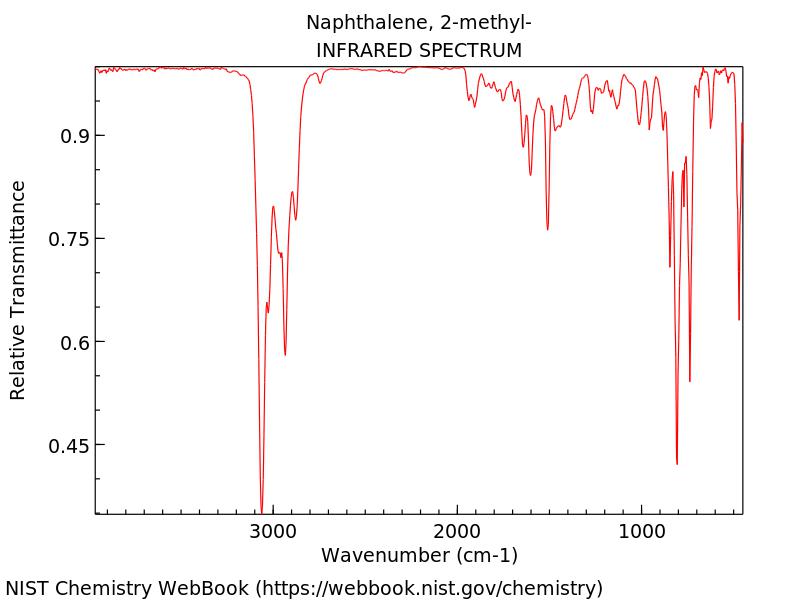 Naphthalene, 2-methyl-
INFRARED SPECTRUM
Relative Transmittance
0.9
0.75
0.6
0.45
3000 2000 1000
Wavenumber (cm-1)
NIST Chemistry WebBook (https://webbook.nist.gov/chemistry)